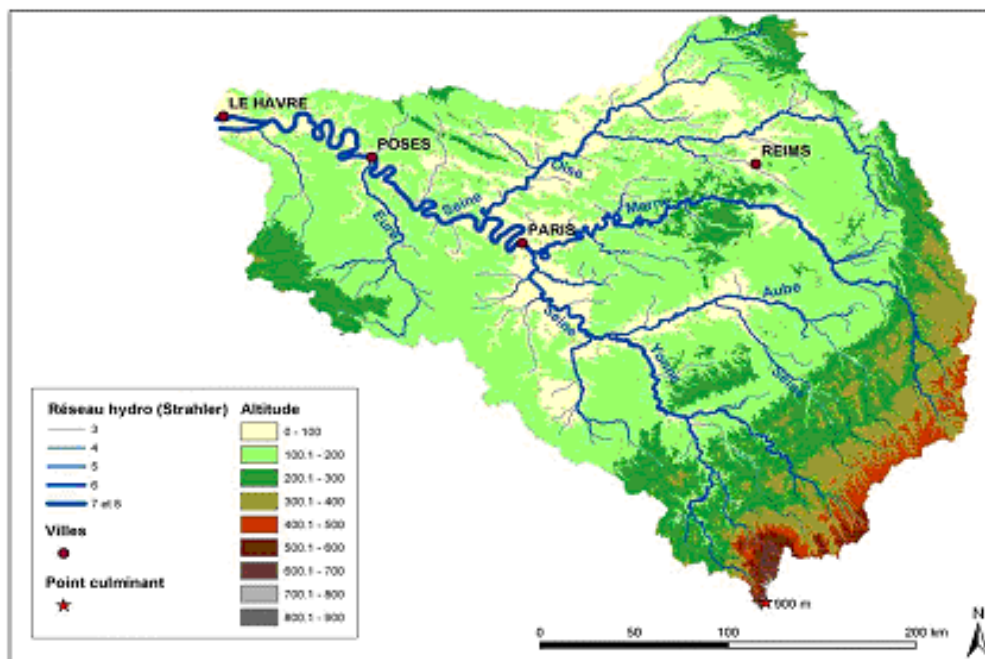 LE HAVRE
POSES
REIMS
Oise
Seine
Marne
Eure
PARIS
Aube
Seine
Yonne
Réseau hydro (Strahler)
3
4
5
6
7 et 8
Villes
Point culminant
Altitude
0 - 100
100.1 - 200
200.1 - 300
300.1 - 400
400.1 - 500
500.1 - 600
600.1 - 700
700.1 - 800
800.1 - 900
900 m
N
0 50 100 200 km